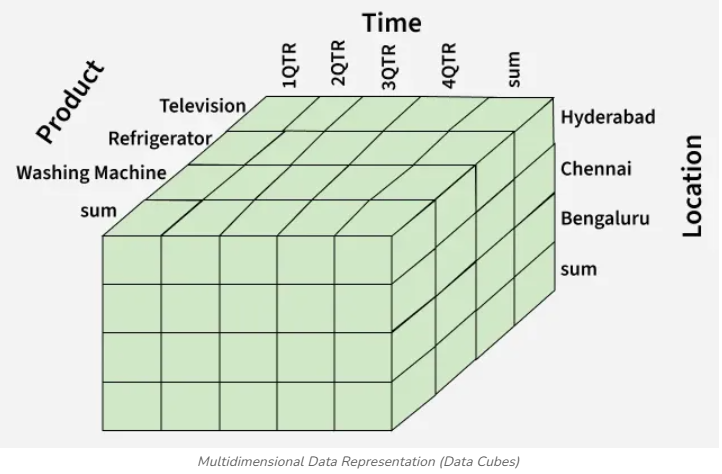 Time
1QTR
2QTR
3QTR
4QTR
sum
Product
Television
Refrigerator
Washing Machine
sum
Location
Hyderabad
Chennai
Bengaluru
sum
Multidimensional Data Representation (Data Cubes)